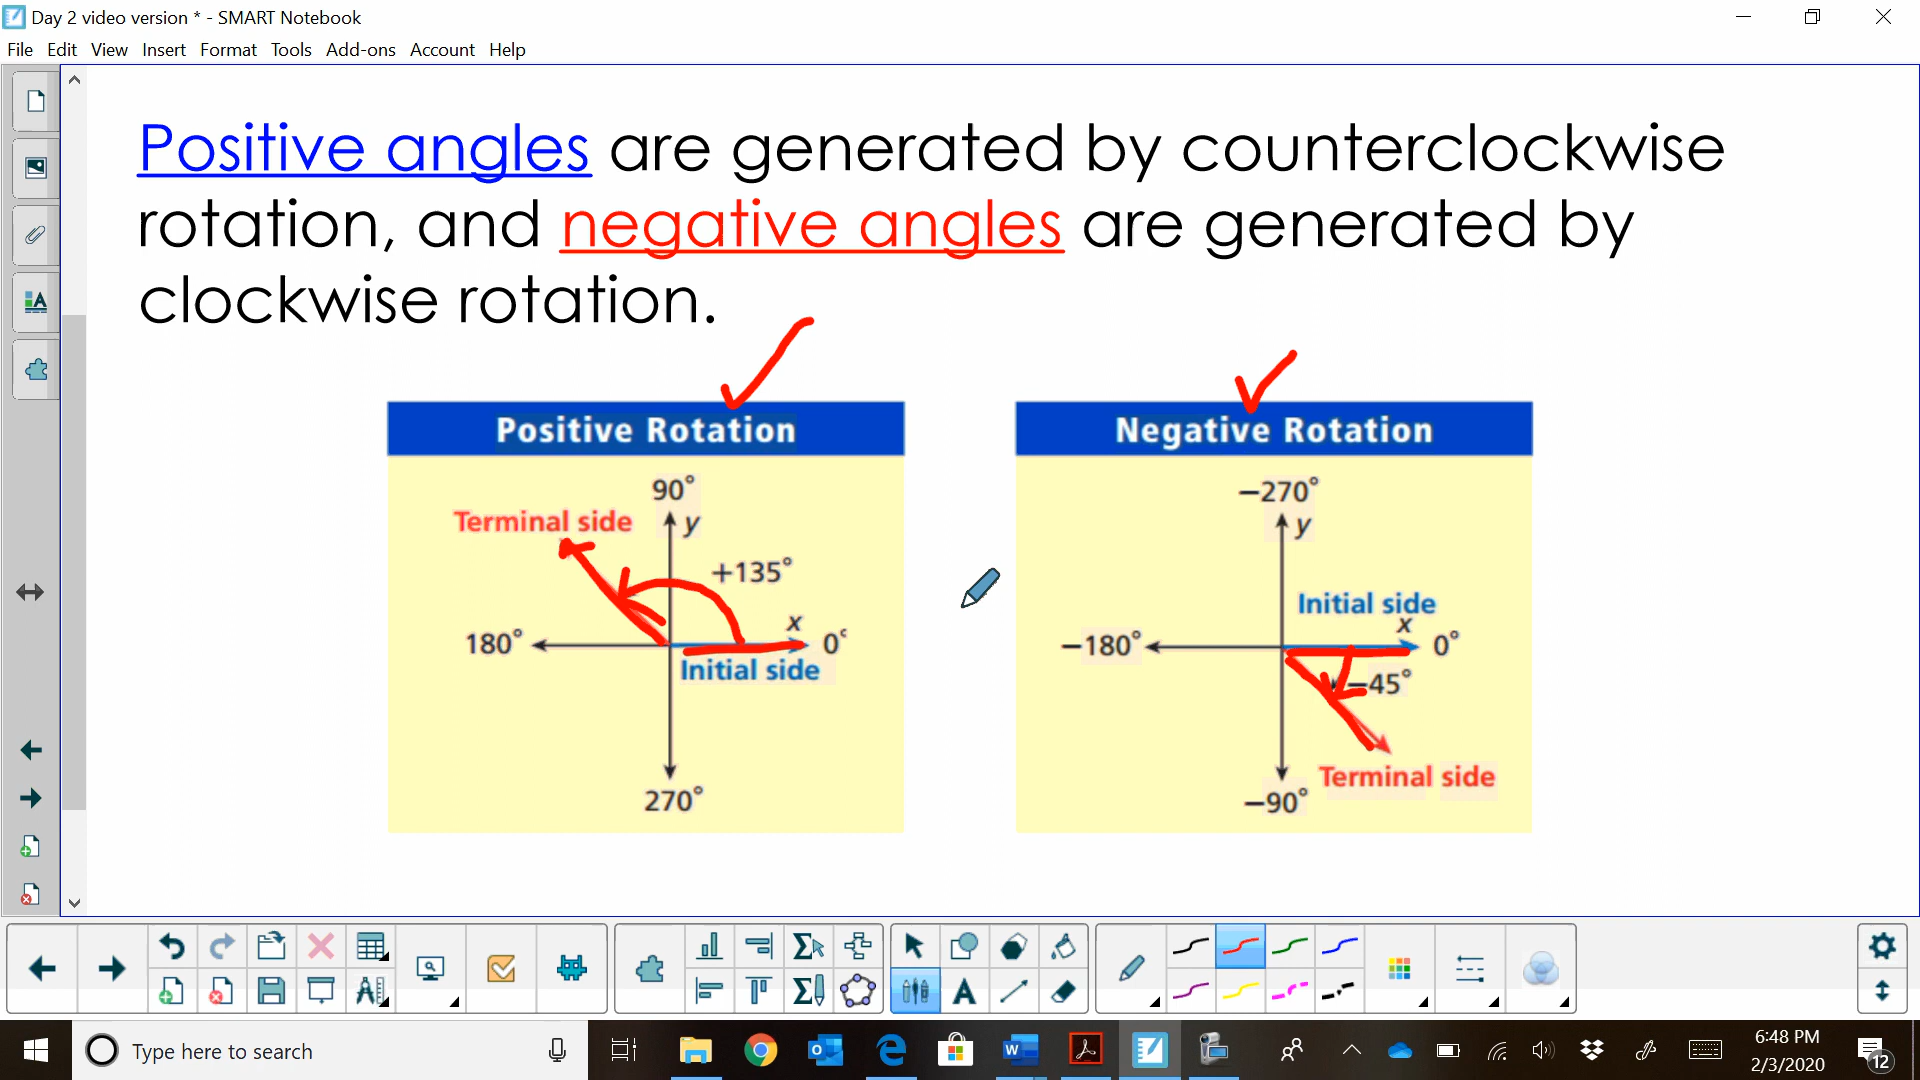 Day 2 video version * - SMART Notebook
File Edit View Insert Format Tools Add-ons Account Help
Positive angles are generated by counterclockwise
rotation, and negative angles are generated by
clockwise rotation.
Positive Rotation
90°
Terminal side
y
+135°
x
180°
0°
Initial side
270°
Negative Rotation
−270°
y
Initial side
x
−180°
0°
−45°
Terminal side
−90°
Type here to search
6:48 PM
2/3/2020
12